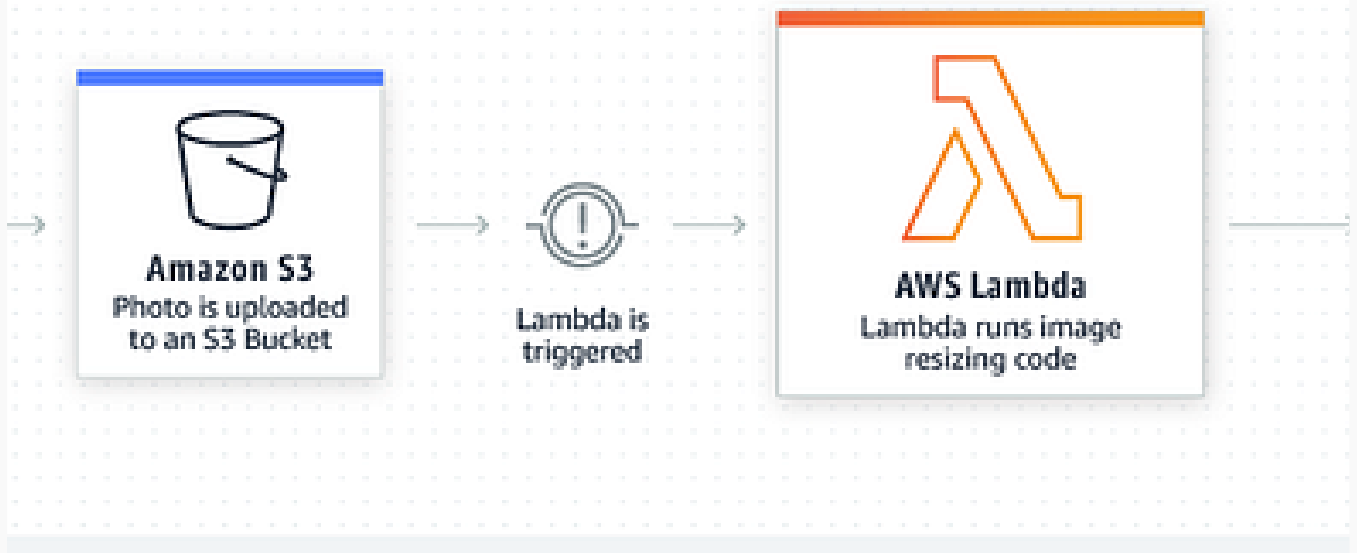 Amazon S3
Photo is uploaded
to an S3 Bucket
Lambda is
triggered
AWS Lambda
Lambda runs image
resizing code